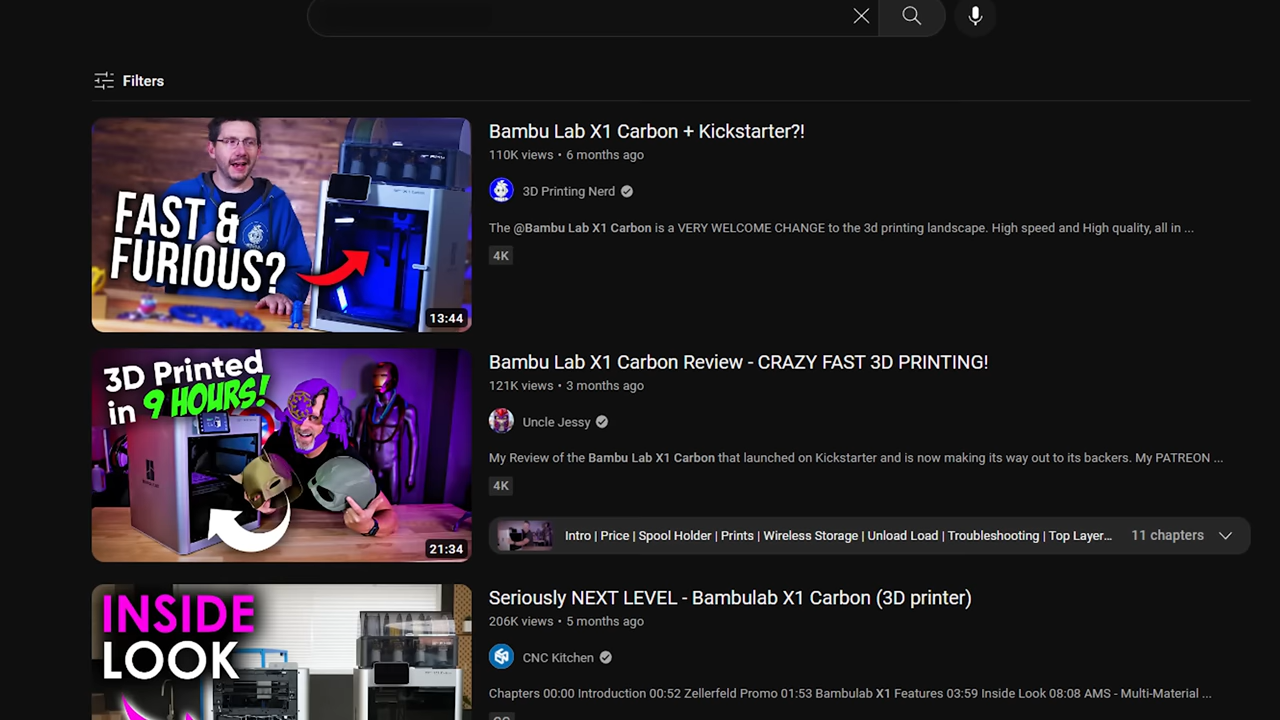 Filters
FAST &
FURIOUS?
13:44
Bambu Lab X1 Carbon + Kickstarter?!
110K views • 6 months ago
3D Printing Nerd
The @Bambu Lab X1 Carbon is a VERY WELCOME CHANGE to the 3d printing landscape. High speed and High quality, all in ...
4K
3D Printed
in 9 HOURS!
21:34
Bambu Lab X1 Carbon Review - CRAZY FAST 3D PRINTING!
121K views • 3 months ago
Uncle Jessy
My Review of the Bambu Lab X1 Carbon that launched on Kickstarter and is now making its way out to its backers. My PATREON ...
4K
Intro | Price | Spool Holder | Prints | Wireless Storage | Unload Load | Troubleshooting | Top Layer...
11 chapters
INSIDE
LOOK
Seriously NEXT LEVEL - Bambulab X1 Carbon (3D printer)
206K views • 5 months ago
CNC Kitchen
Chapters 00:00 Introduction 00:52 Zellerfeld Promo 01:53 Bambulab X1 Features 03:59 Inside Look 08:08 AMS - Multi-Material ...